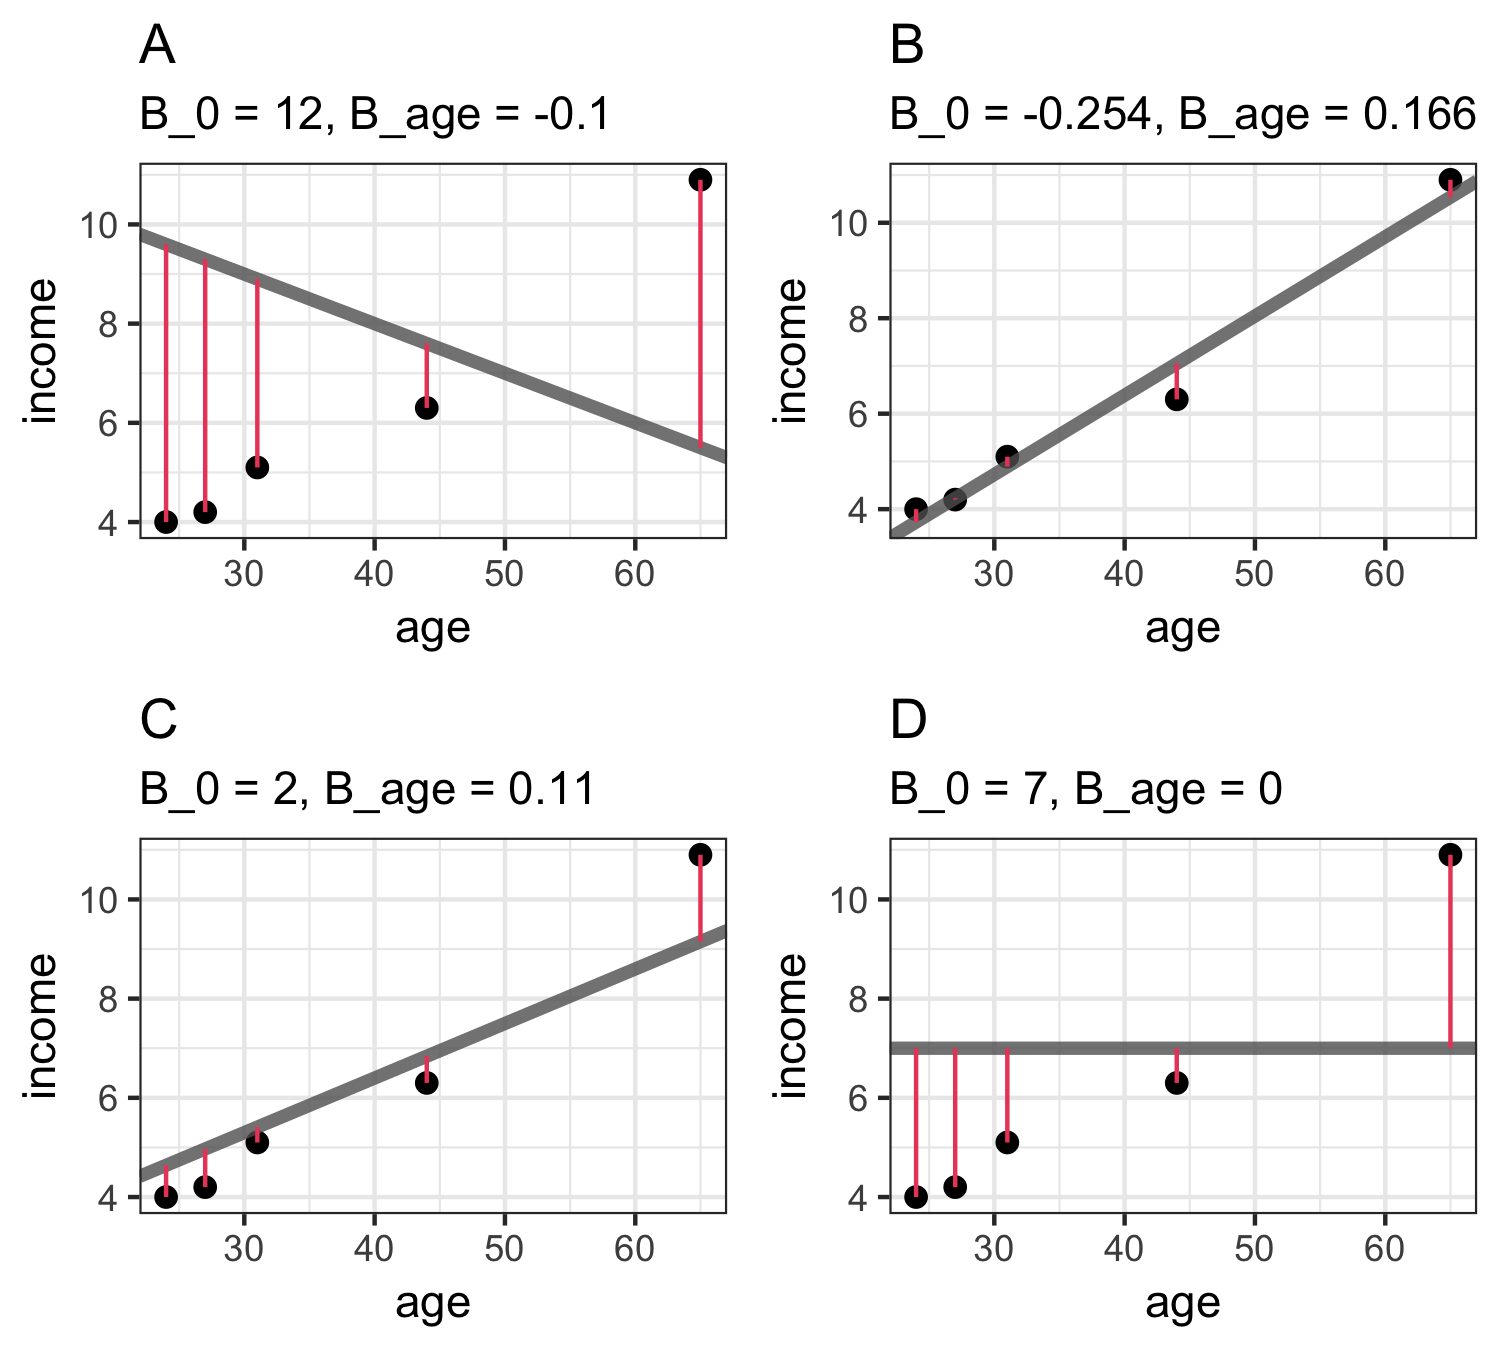 A
B_0 = 12, B_age = -0.1
income
10
8
6
4
30 40 50 60
age
B
B_0 = -0.254, B_age = 0.166
income
10
8
6
4
30 40 50 60
age
C
B_0 = 2, B_age = 0.11
income
10
8
6
4
30 40 50 60
age
D
B_0 = 7, B_age = 0
income
10
8
6
4
30 40 50 60
age